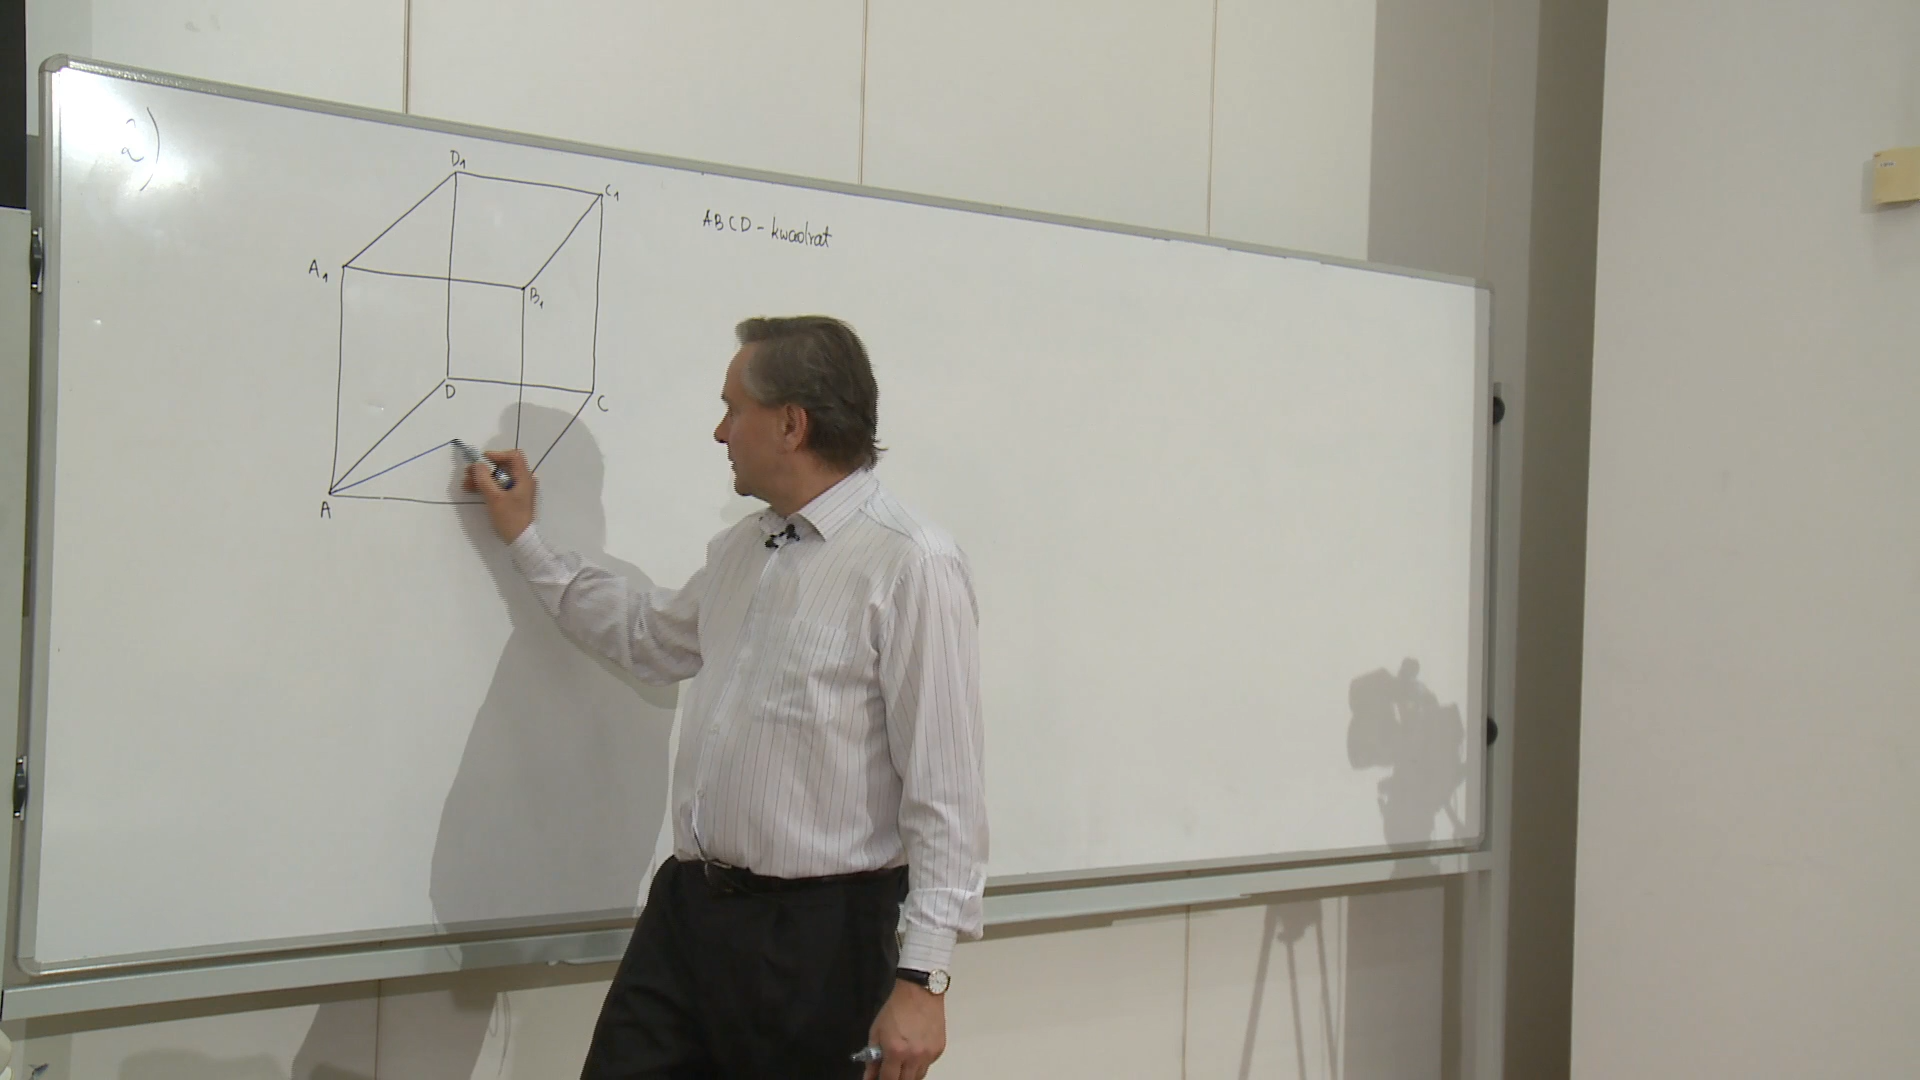 2)
D₁
C₁
ABCD - kwadrat
A₁
B₁
D
C
A